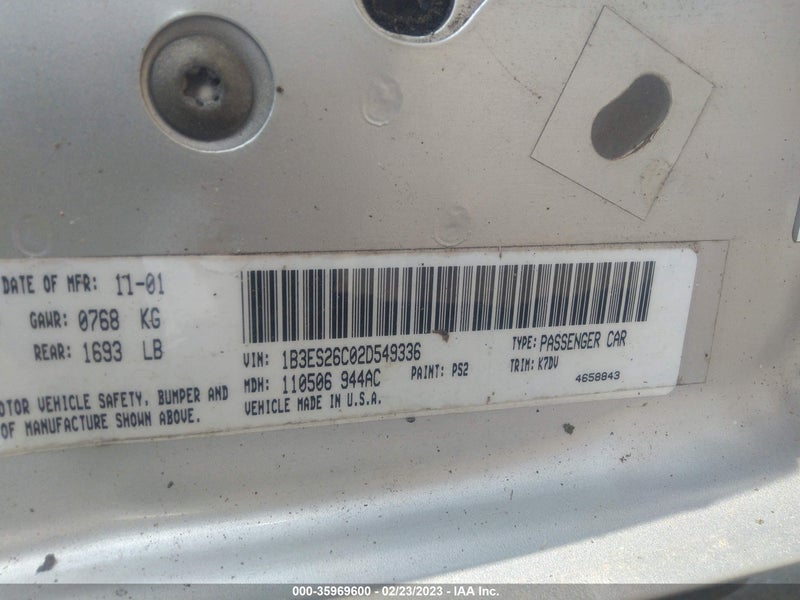 DATE OF MFR: 11-01
GAWR: 0768 KG
REAR: 1693 LB
OTOR VEHICLE SAFETY, BUMPER AND
OF MANUFACTURE SHOWN ABOVE.
VIN: 1B3ES26C02D549336
TYPE: PASSENGER CAR
MDH: 110506 944AC
PAINT: PS2
TRIM: K7DV
VEHICLE MADE IN U.S.A.
4658843
000-35969600 - 02/23/2023 - IAA Inc.